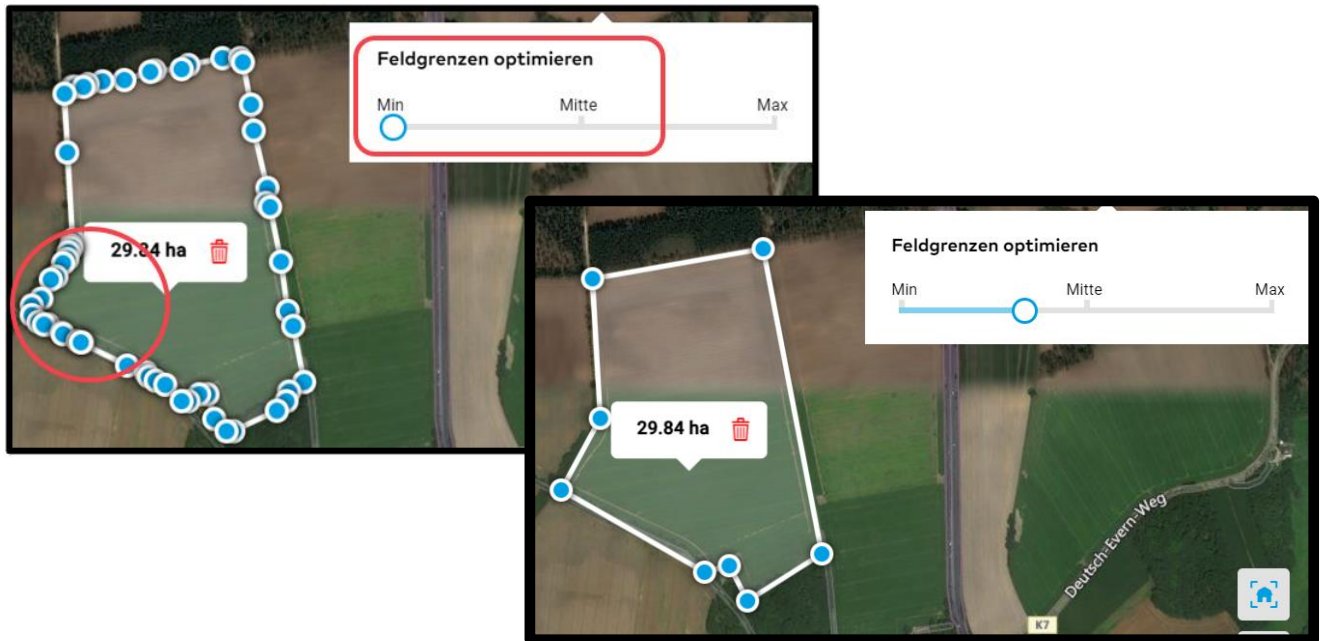 Feldgrenzen optimieren
Min Mitte Max
29.84 ha
Feldgrenzen optimieren
Min Mitte Max
29.84 ha
Deutsch-Evern-Weg
K7